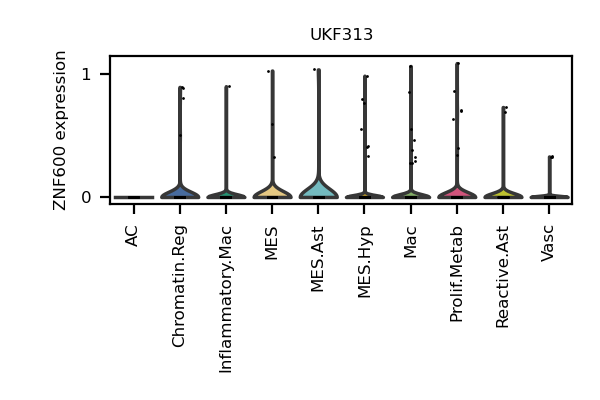 UKF313
ZNF600 expression
1
0
AC
Chromatin.Reg
Inflammatory.Mac
MES
MES.Ast
MES.Hyp
Mac
Prolif.Metab
Reactive.Ast
Vasc